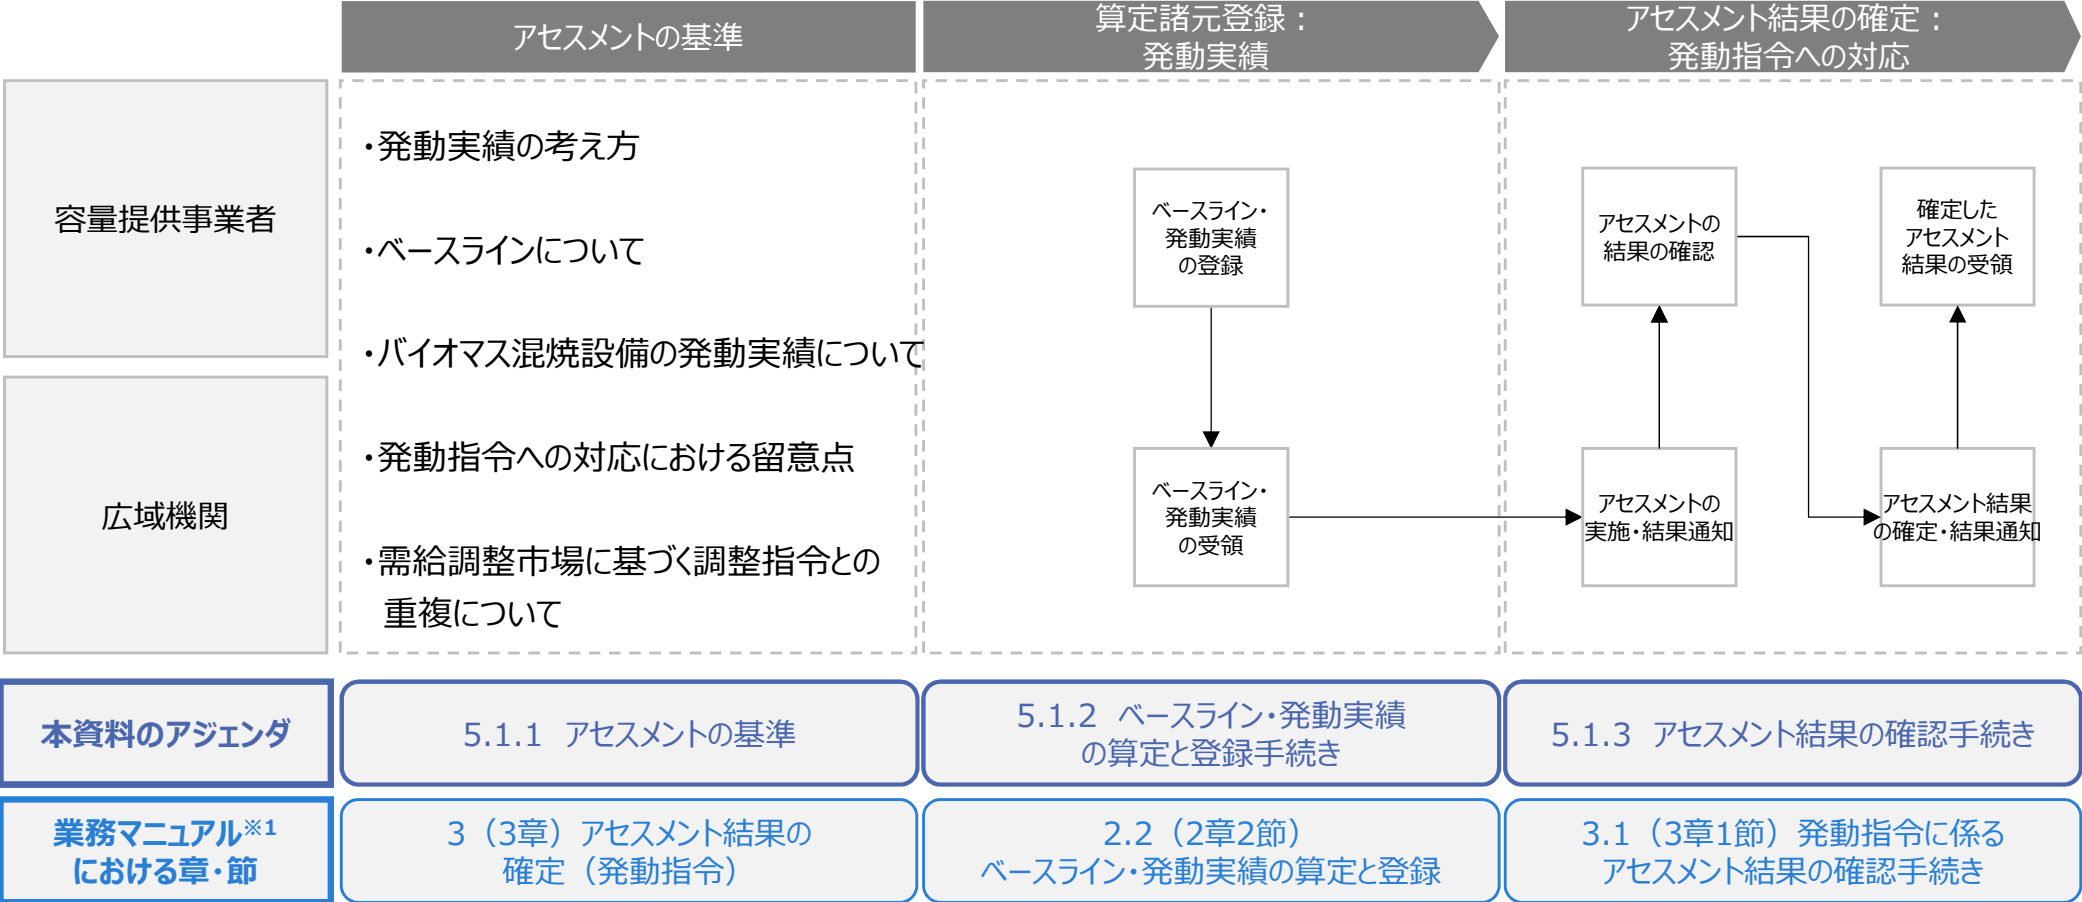 アセスメントの基準
算定諸元登録：
発動実績
アセスメント結果の確定：
発動指令への対応
容量提供事業者
広域機関
・発動実績の考え方
・ベースラインについて
・バイオマス混焼設備の発動実績について
・発動指令への対応における留意点
・需給調整市場に基づく調整指令との
重複について
ベースライン・
発動実績
の登録
ベースライン・
発動実績
の受領
アセスメントの
結果の確認
確定した
アセスメント
結果の受領
アセスメントの
実施・結果通知
アセスメント結果
の確定・結果通知
本資料のアジェンダ
5.1.1 アセスメントの基準
5.1.2 ベースライン・発動実績
の算定と登録手続き
5.1.3 アセスメント結果の確認手続き
業務マニュアル※1
における章・節
3（3章）アセスメント結果の
確定（発動指令）
2.2（2章2節）
ベースライン・発動実績の算定と登録
3.1（3章1節）発動指令に係る
アセスメント結果の確認手続き